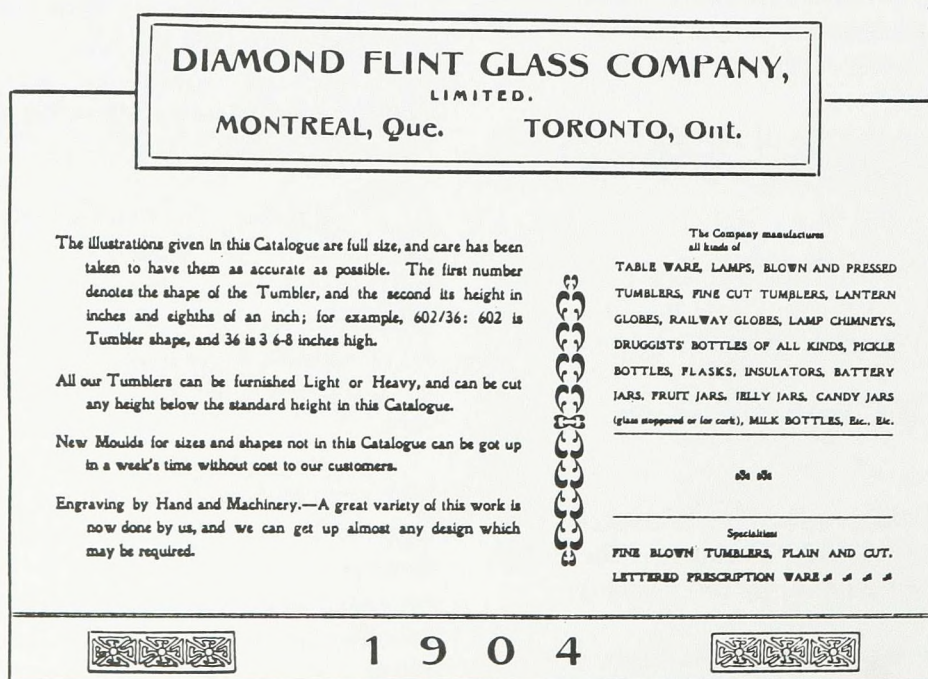 DIAMOND FLINT GLASS COMPANY,
LIMITED.
MONTREAL, Que. TORONTO, Ont.
The illustrations given in this Catalogue are full size, and care has been
taken to have them as accurate as possible. The first number
denotes the shape of the Tumbler, and the second its height in
inches and eighths of an inch; for example, 602/36: 602 is
Tumbler shape, and 36 is 3 6-8 inches high.
All our Tumblers can be furnished Light or Heavy, and can be cut
any height below the standard height in this Catalogue.
New Moulds for sizes and shapes not in this Catalogue can be got up
in a week's time without cost to our customers.
Engraving by Hand and Machinery.—A great variety of this work is
now done by us, and we can get up almost any design which
may be required.
The Company manufactures
all kinds of
TABLE WARE, LAMPS, BLOWN AND PRESSED
TUMBLERS, FINE CUT TUMBLERS, LANTERN
GLOBES, RAILWAY GLOBES, LAMP CHIMNEYS,
DRUGGISTS' BOTTLES OF ALL KINDS, PICKLE
BOTTLES, FLASKS, INSULATORS, BATTERY
JARS, FRUIT JARS, JELLY JARS, CANDY JARS
(glass stoppered or for cork), MILK BOTTLES, Etc., Etc.
Specialties
FINE BLOWN TUMBLERS, PLAIN AND CUT.
LETTERED PRESCRIPTION WARE
1904